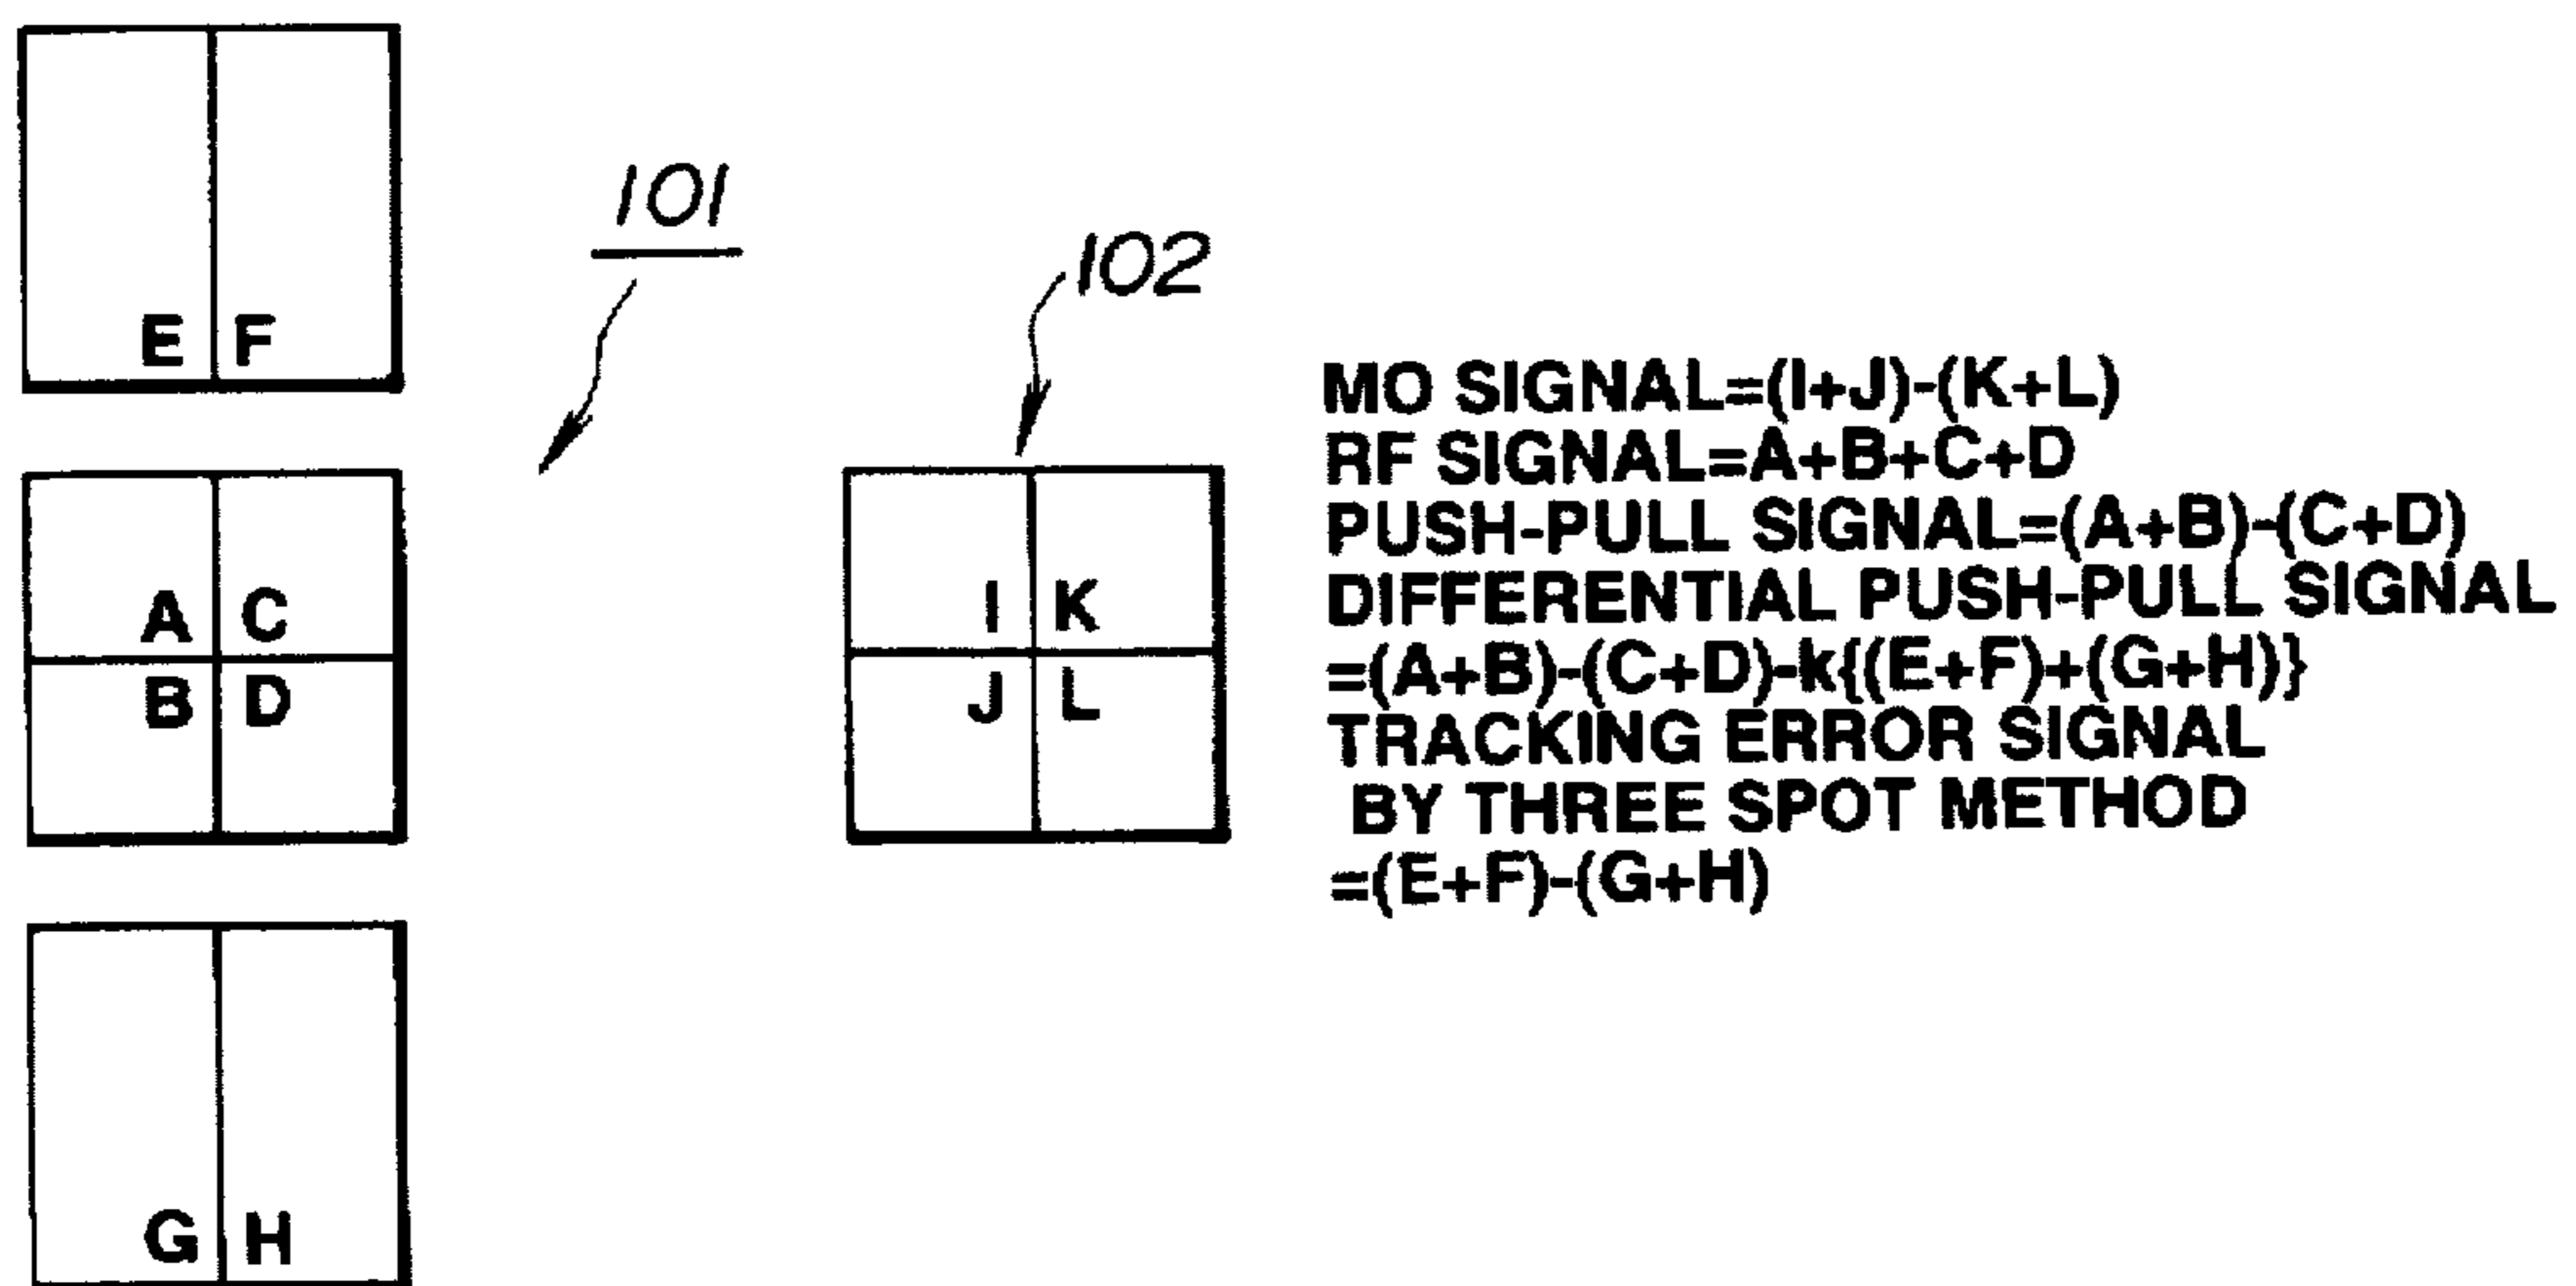 E F
101
102
A C
B D
I K
J L
G H
MO SIGNAL=(I+J)-(K+L)
RF SIGNAL=A+B+C+D
PUSH-PULL SIGNAL=(A+B)-(C+D)
DIFFERENTIAL PUSH-PULL SIGNAL
=(A+B)-(C+D)-k{(E+F)+(G+H)}
TRACKING ERROR SIGNAL
BY THREE SPOT METHOD
=(E+F)-(G+H)